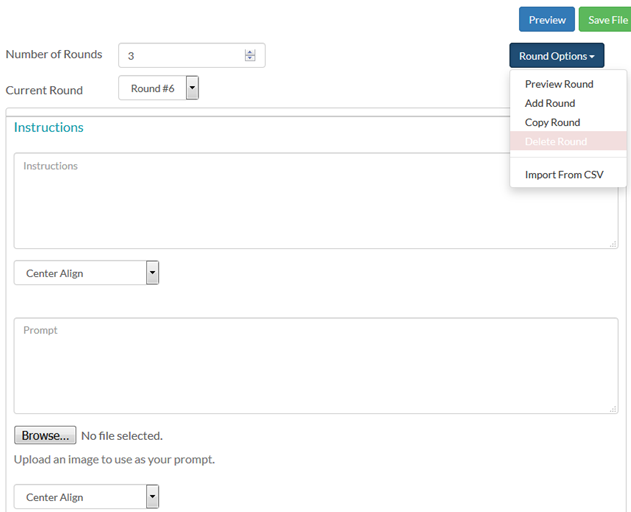 Preview
Save File
Number of Rounds
3
Round Options
Current Round
Round #6
Preview Round
Add Round
Copy Round
Delete Round
Import From CSV
Instructions
Instructions
Center Align
Prompt
Browse... No file selected.
Upload an image to use as your prompt.
Center Align